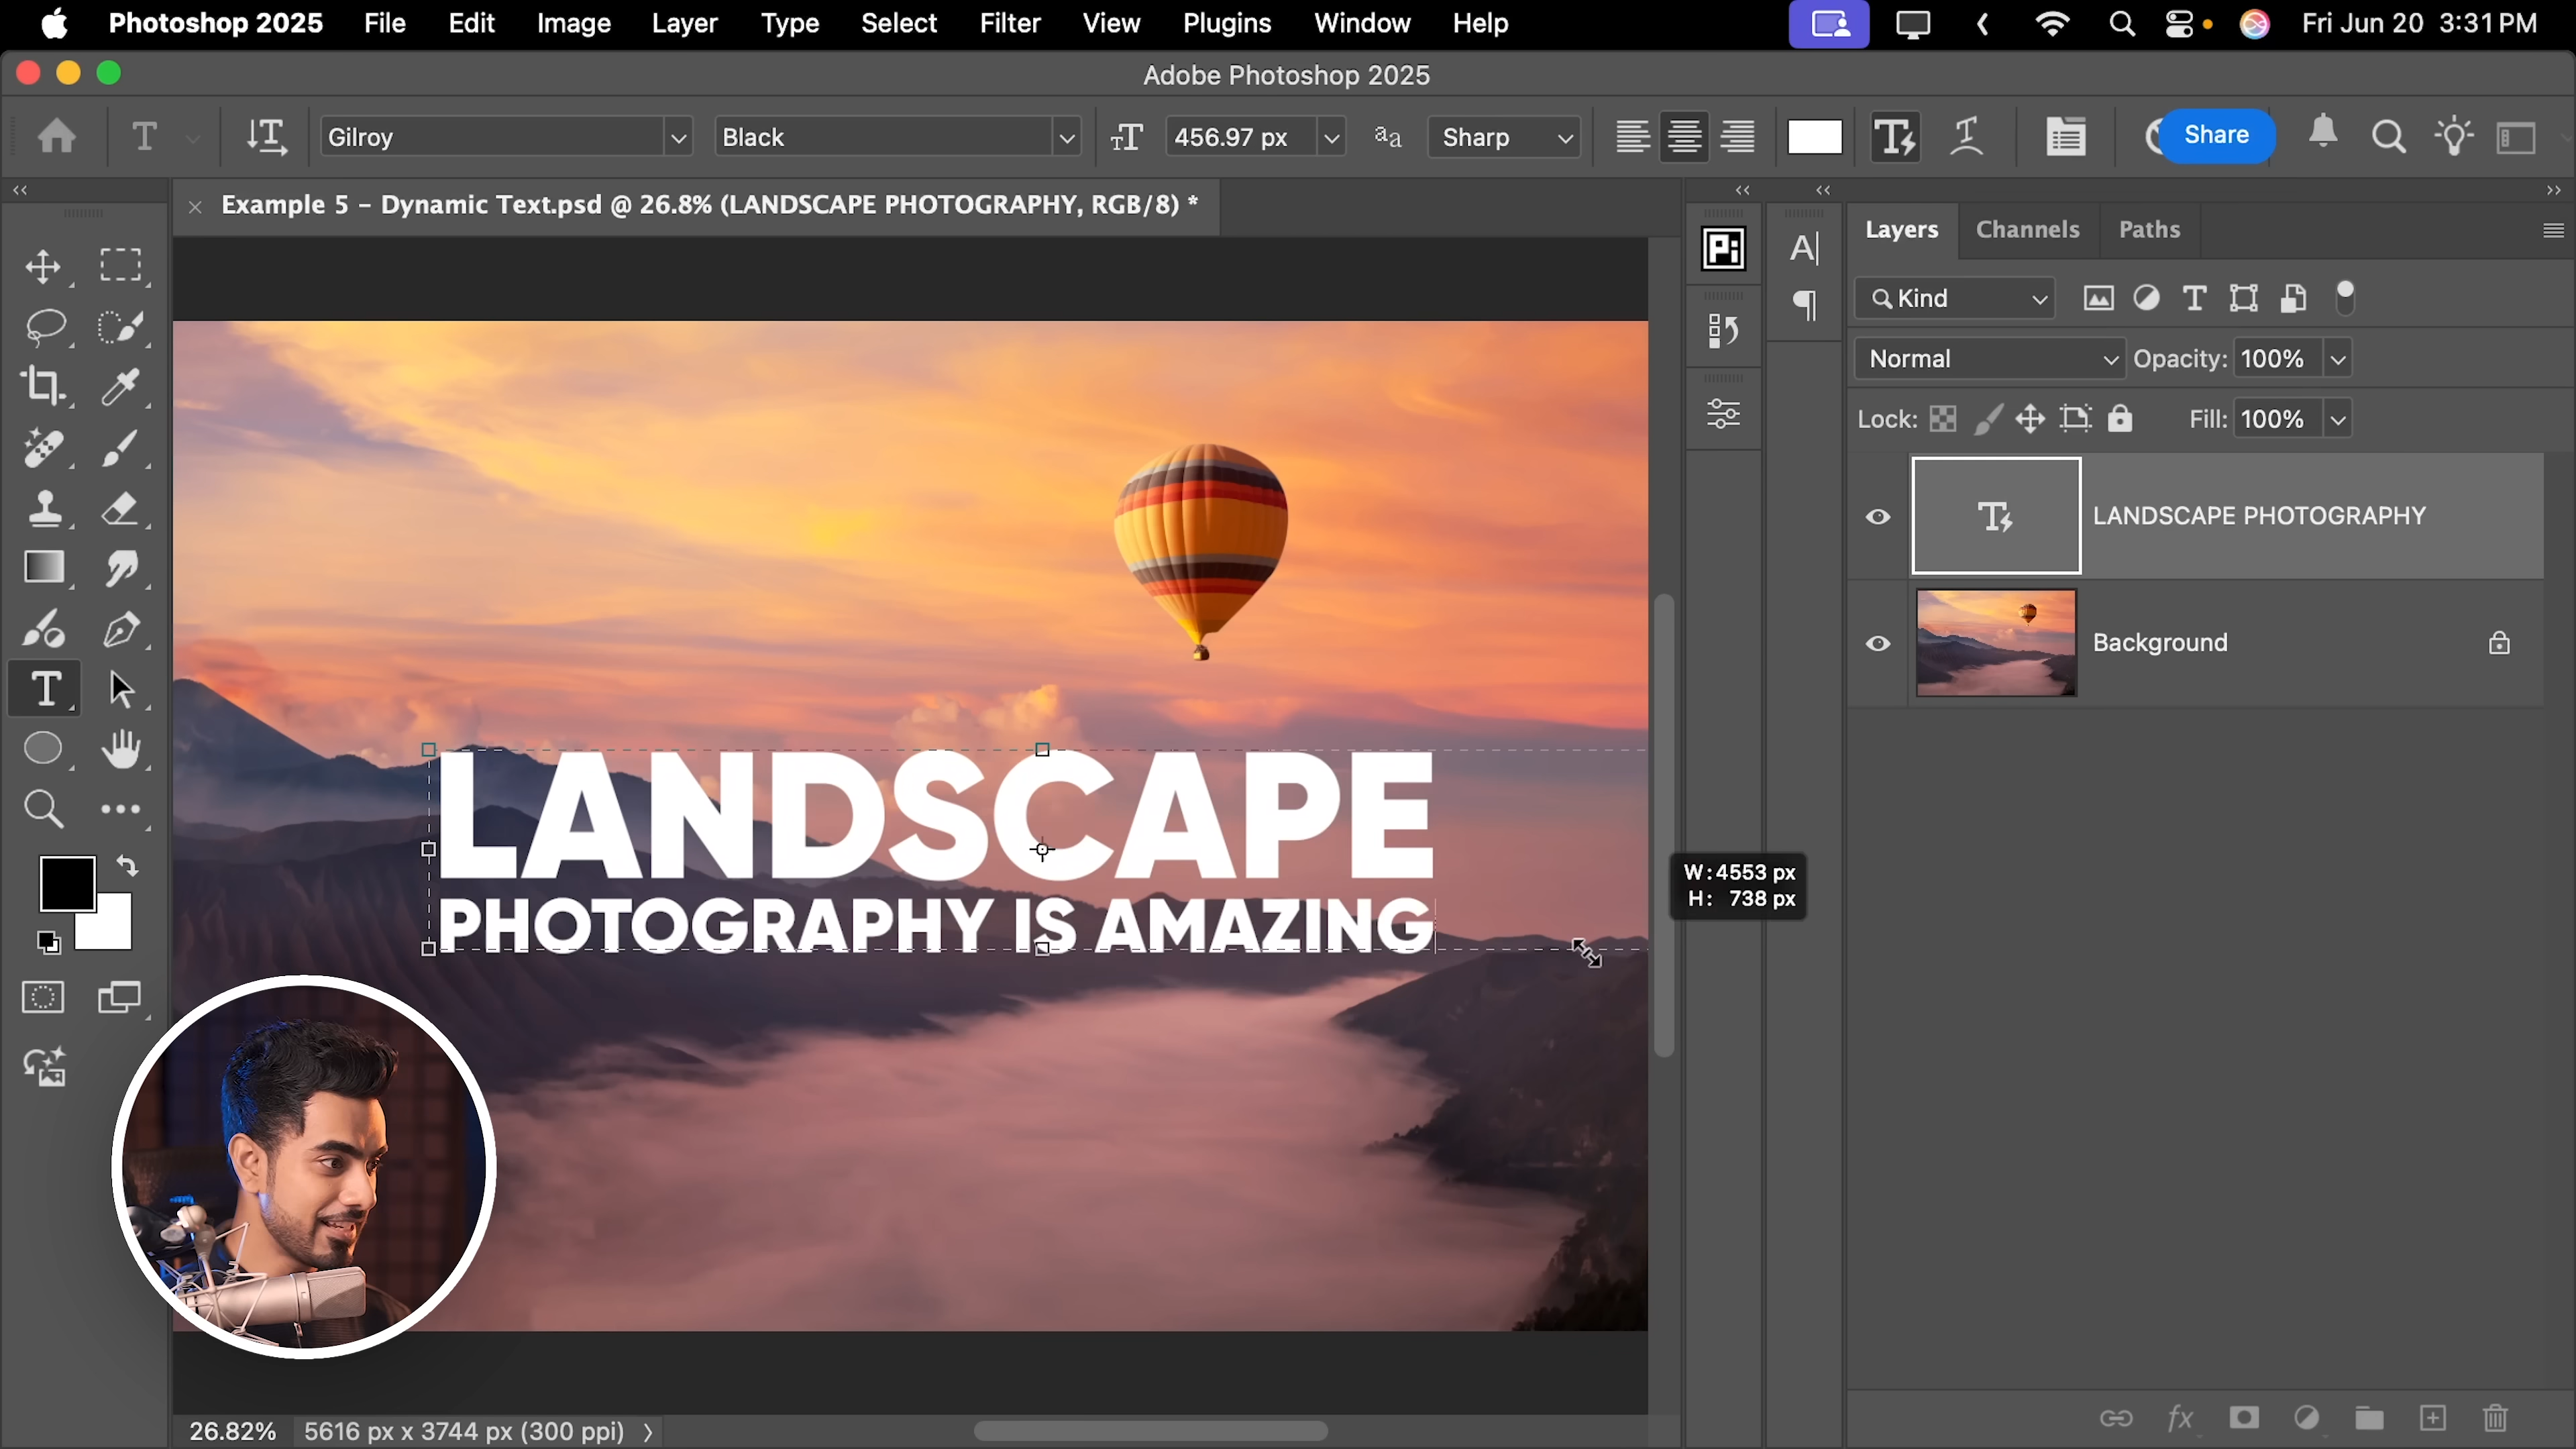 Photoshop 2025 File Edit Image Layer Type Select Filter View Plugins Window Help Fri Jun 20 3:31 PM
Adobe Photoshop 2025
Gilroy Black 456.97 px Sharp Share
Example 5 - Dynamic Text.psd @ 26.8% (LANDSCAPE PHOTOGRAPHY, RGB/8) *
Layers Channels Paths
Kind
Normal Opacity: 100%
Lock: Fill: 100%
LANDSCAPE PHOTOGRAPHY
Background
LANDSCAPE
PHOTOGRAPHY IS AMAZING
W: 4553 px
H: 738 px
26.82% 5616 px x 3744 px (300 ppi)